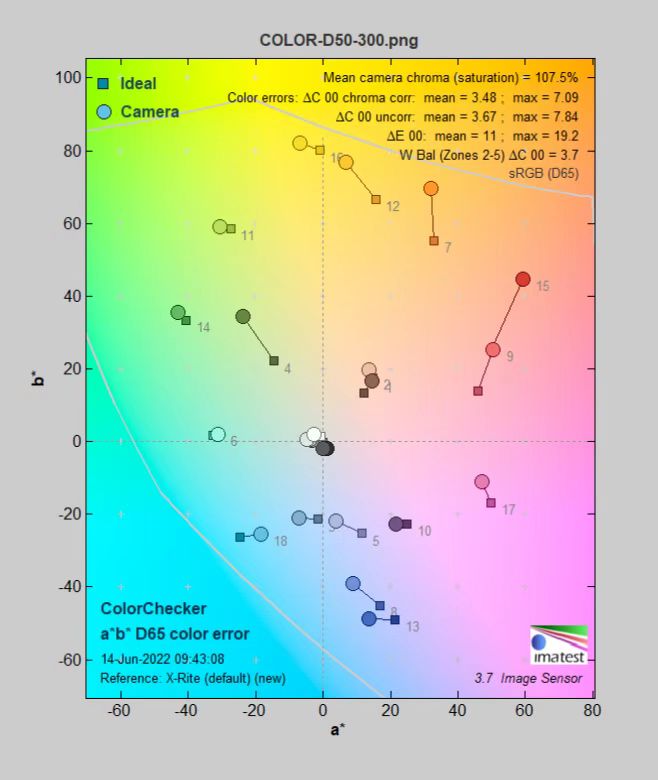 COLOR-D50-300.png
Ideal
Camera
Mean camera chroma (saturation) = 107.5%
Color errors: ΔC 00 chroma corr: mean = 3.48 ; max = 7.09
ΔC 00 uncorr: mean = 3.67 ; max = 7.84
ΔE 00: mean = 11 ; max = 19.2
W Bal (Zones 2-5) ΔC 00 = 3.7
sRGB (D65)
100
80
60
40
20
0
-20
-40
-60
b*
16
12
7
11
15
14
4
9
2
6
17
18
5
10
8
13
ColorChecker
a*b* D65 color error
14-Jun-2022 09:43:08
Reference: X-Rite (default) (new)
imatest
3.7 Image Sensor
-60
-40
-20
0
20
40
60
80
a*